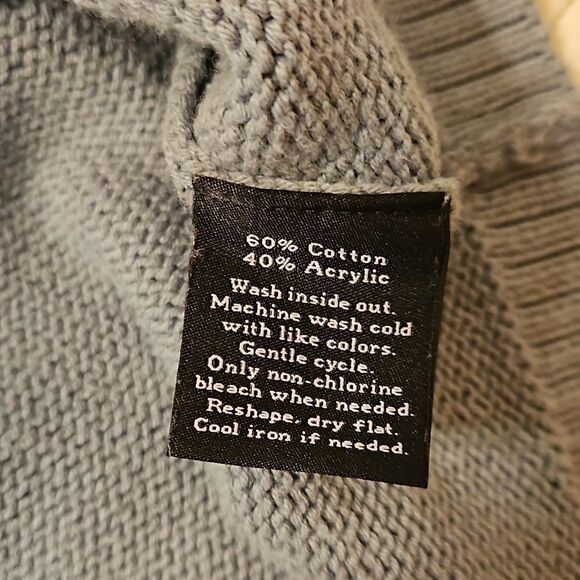 60% Cotton
40% Acrylic
Wash inside out.
Machine wash cold
with like colors.
Gentle cycle.
Only non-chlorine
bleach when needed.
Reshape, dry flat.
Cool iron if needed.